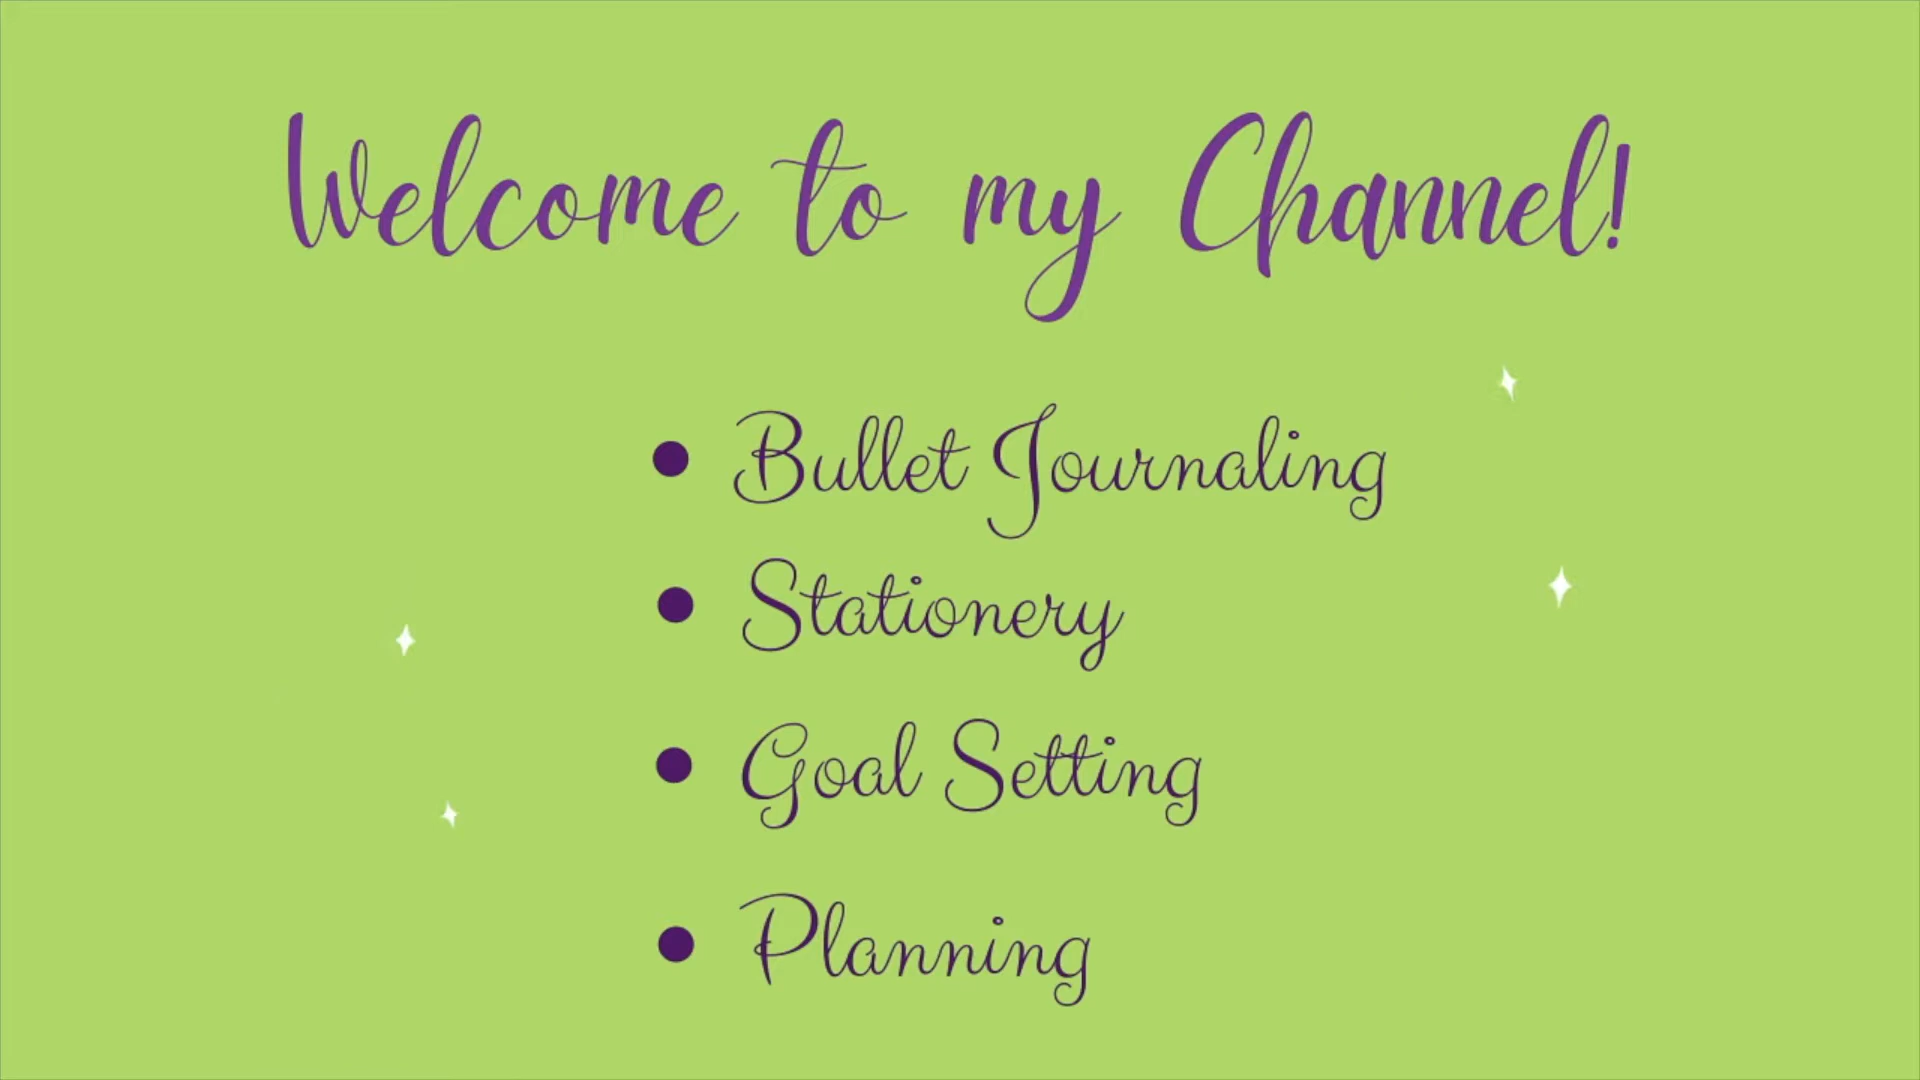 Welcome to my Channel!
• Bullet Journaling
• Stationery
• Goal Setting
• Planning